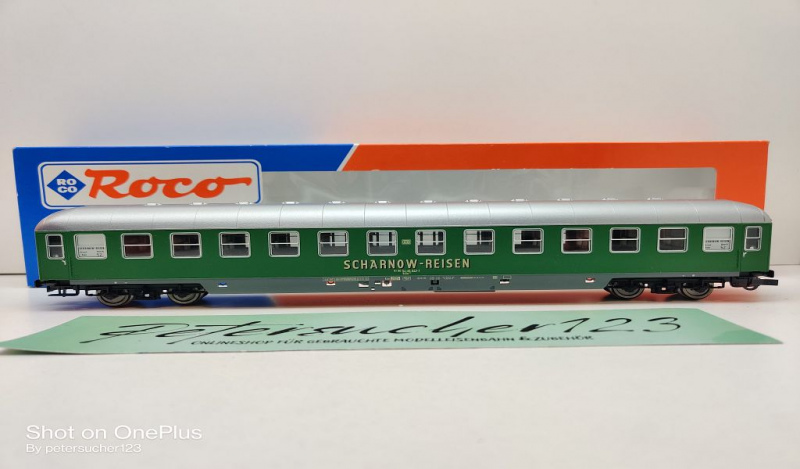 ROCO
Roco
SCHARNOW-REISEN
petersucher123
ONLINESHOP FÜR GEBRAUCHTE MODELLEISENBAHN & ZUBEHÖR
Shot on OnePlus
By petersucher123